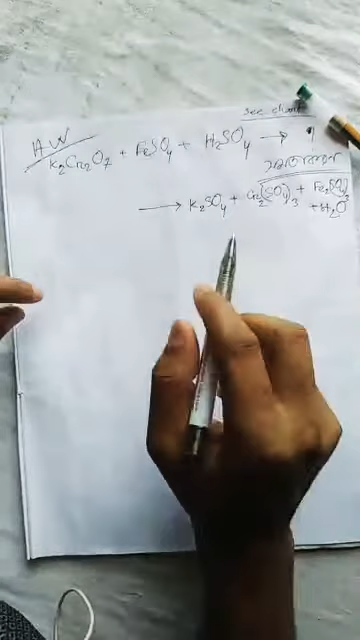 H.W
K₂Cr₂O₇ + FeSO₄ + H₂SO₄ →
→ K₂SO₄ + Cr₂(SO₄)₃ + Fe₂(SO₄)₃
+ H₂O